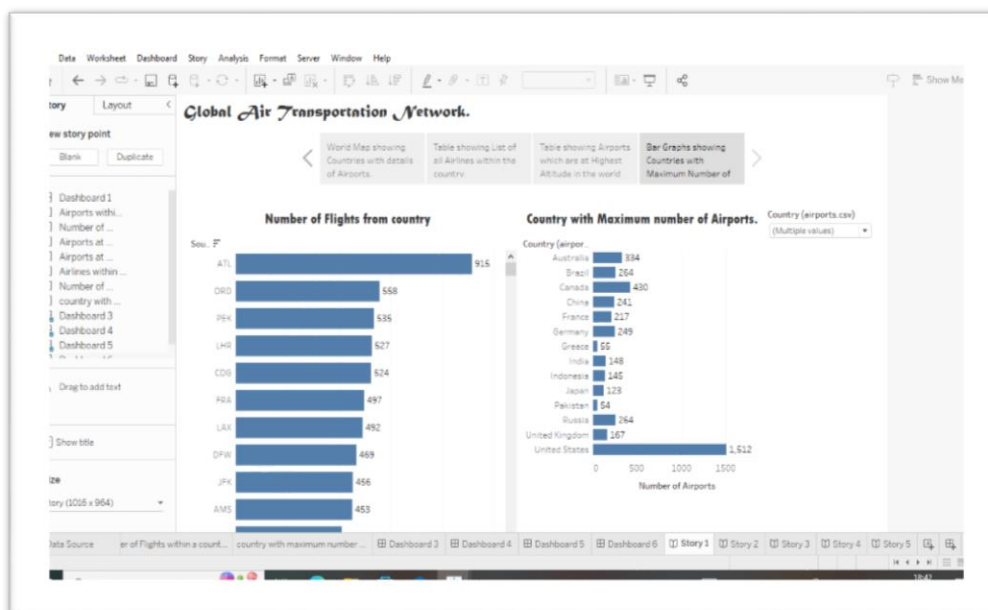 Data Worksheet Dashboard Story Analysis Format Server Window Help
Show Me
tory Layout
Global Air Transportation Network.
ew story point
Blank Duplicate
World Map showing
Countries with details
of Airports.
Table showing List of
all Airlines within the
country.
Table showing Airports
which are at Highest
Altitude in the world
Bar Graphs showing
Countries with
Maximum Number of
Dashboard 1
Airports withi...
Number of ...
Airports at ...
Airports at ...
Airlines within ...
Number of ...
country with ...
Dashboard 3
Dashboard 4
Dashboard 5
Drag to add text
Show title
ize
tory (1016 x 964)
Number of Flights from country
Sou..
ATL 915
ORD 558
PEK 535
LHR 527
CDG 524
FRA 497
LAX 492
DFW 469
JFK 456
AMS 453
Country with Maximum number of Airports.
Country (airpor..
Australia 334
Brazil 264
Canada 430
China 241
France 217
Germany 249
Greece 55
India 148
Indonesia 145
Japan 123
Pakistan 54
Russia 264
United Kingdom 167
United States 1,512
0 500 1000 1500
Number of Airports
Country (airports.csv)
(Multiple values)
Data Source er of Flights within a count... country with maximum number ... Dashboard 3 Dashboard 4 Dashboard 5 Dashboard 6 Story 1 Story 2 Story 3 Story 4 Story 5
18:42